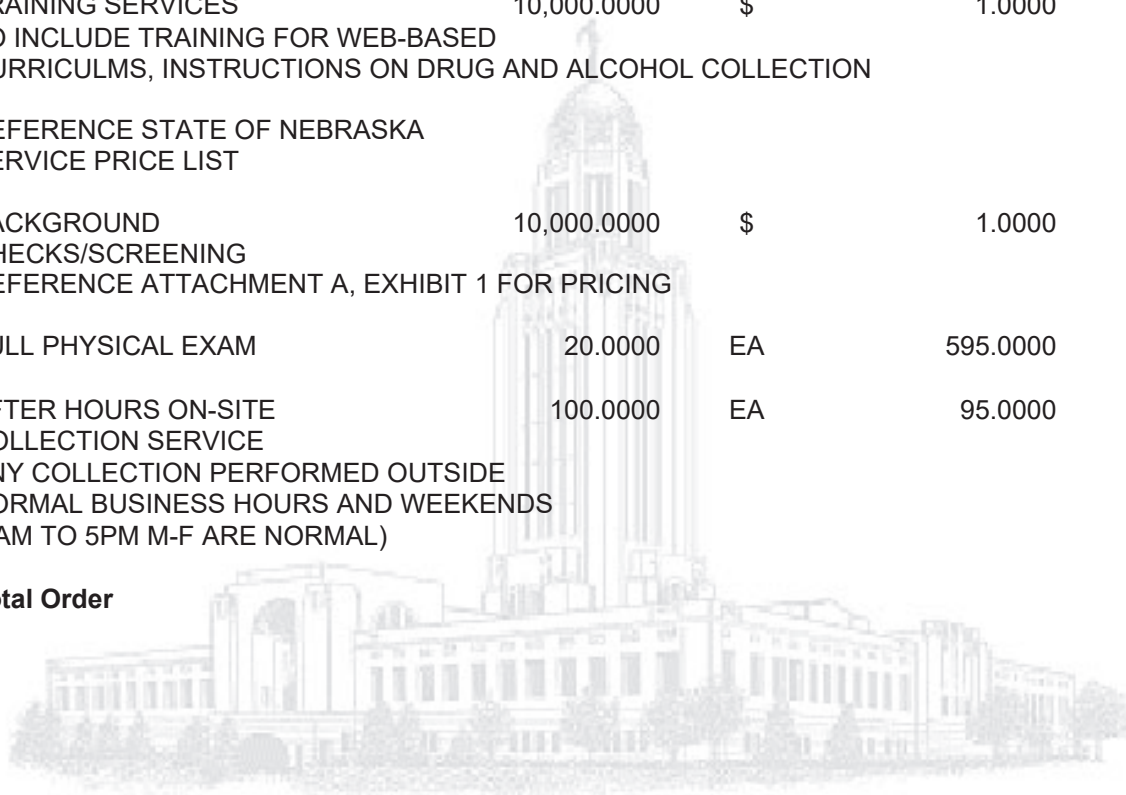 RAINING SERVICES 10,000.0000 $ 1.0000
O INCLUDE TRAINING FOR WEB-BASED
URRICULMS, INSTRUCTIONS ON DRUG AND ALCOHOL COLLECTION
EFERENCE STATE OF NEBRASKA
ERVICE PRICE LIST
ACKGROUND 10,000.0000 $ 1.0000
HECKS/SCREENING
EFERENCE ATTACHMENT A, EXHIBIT 1 FOR PRICING
ULL PHYSICAL EXAM 20.0000 EA 595.0000
FTER HOURS ON-SITE 100.0000 EA 95.0000
OLLECTION SERVICE
NY COLLECTION PERFORMED OUTSIDE
ORMAL BUSINESS HOURS AND WEEKENDS
AM TO 5PM M-F ARE NORMAL)
otal Order